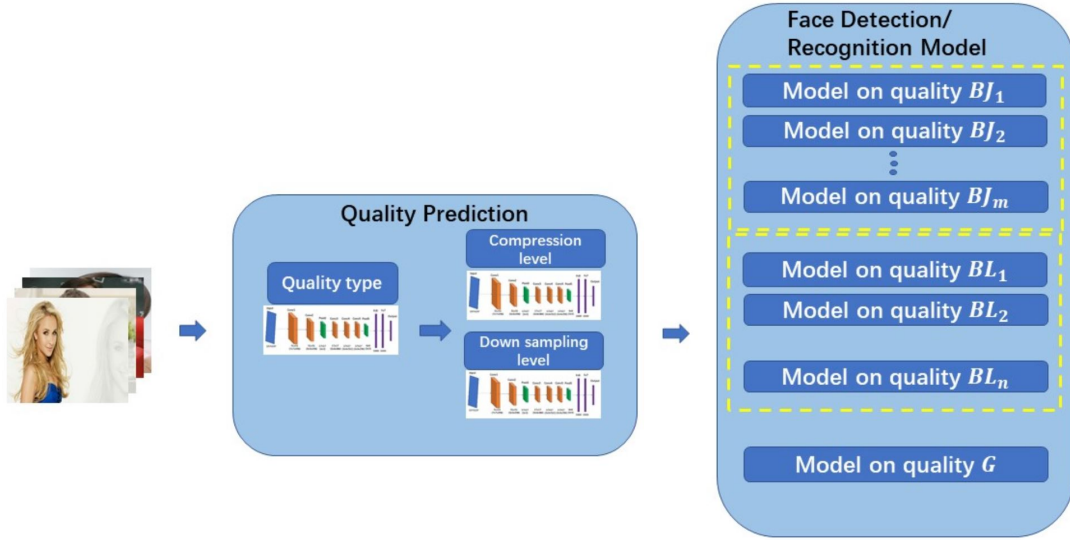 Face Detection/
Recognition Model
Model on quality BJ₁
Model on quality BJ₂
Model on quality BJₘ
Quality Prediction
Quality type
Compression
level
Down sampling
level
Model on quality BL₁
Model on quality BL₂
Model on quality BLₙ
Model on quality G